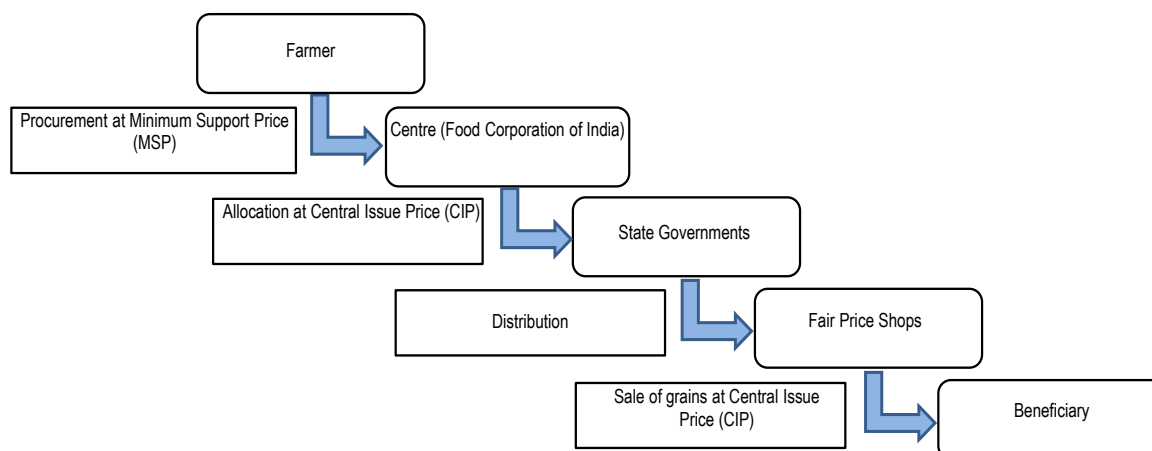 Farmer
Procurement at Minimum Support Price
(MSP)
Centre (Food Corporation of India)
Allocation at Central Issue Price (CIP)
State Governments
Distribution
Fair Price Shops
Sale of grains at Central Issue
Price (CIP)
Beneficiary